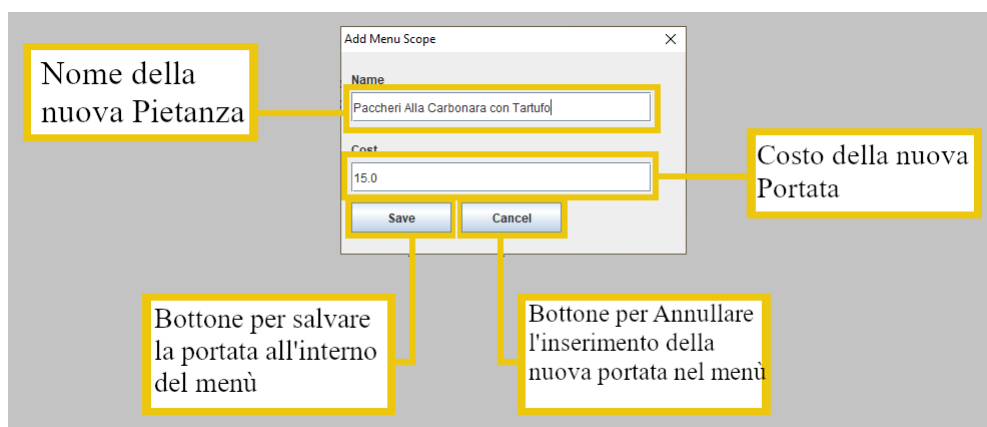 Add Menu Scope
Nome della
nuova Pietanza
Name
Paccheri Alla Carbonara con Tartufo
Cost
15.0
Costo della nuova
Portata
Save
Cancel
Bottone per salvare
la portata all'interno
del menù
Bottone per Annullare
l'inserimento della
nuova portata nel menù